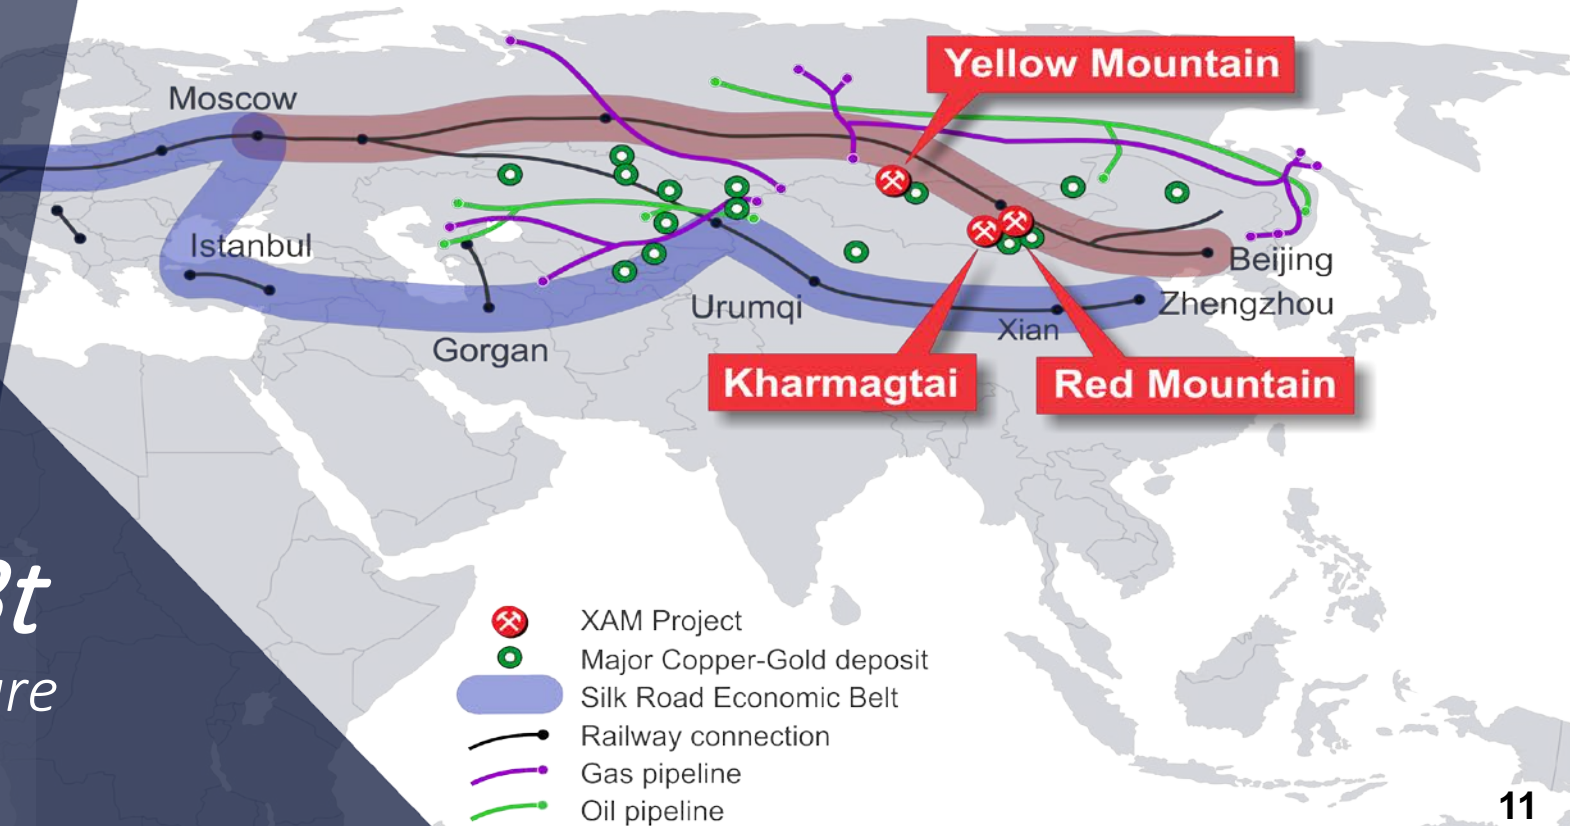 Yellow Mountain
Moscow
Istanbul
Beijing
Urumqi
Zhengzhou
Xian
Gorgan
Kharmagtai
Red Mountain
XAM Project
Major Copper-Gold deposit
Silk Road Economic Belt
Railway connection
Gas pipeline
Oil pipeline
11